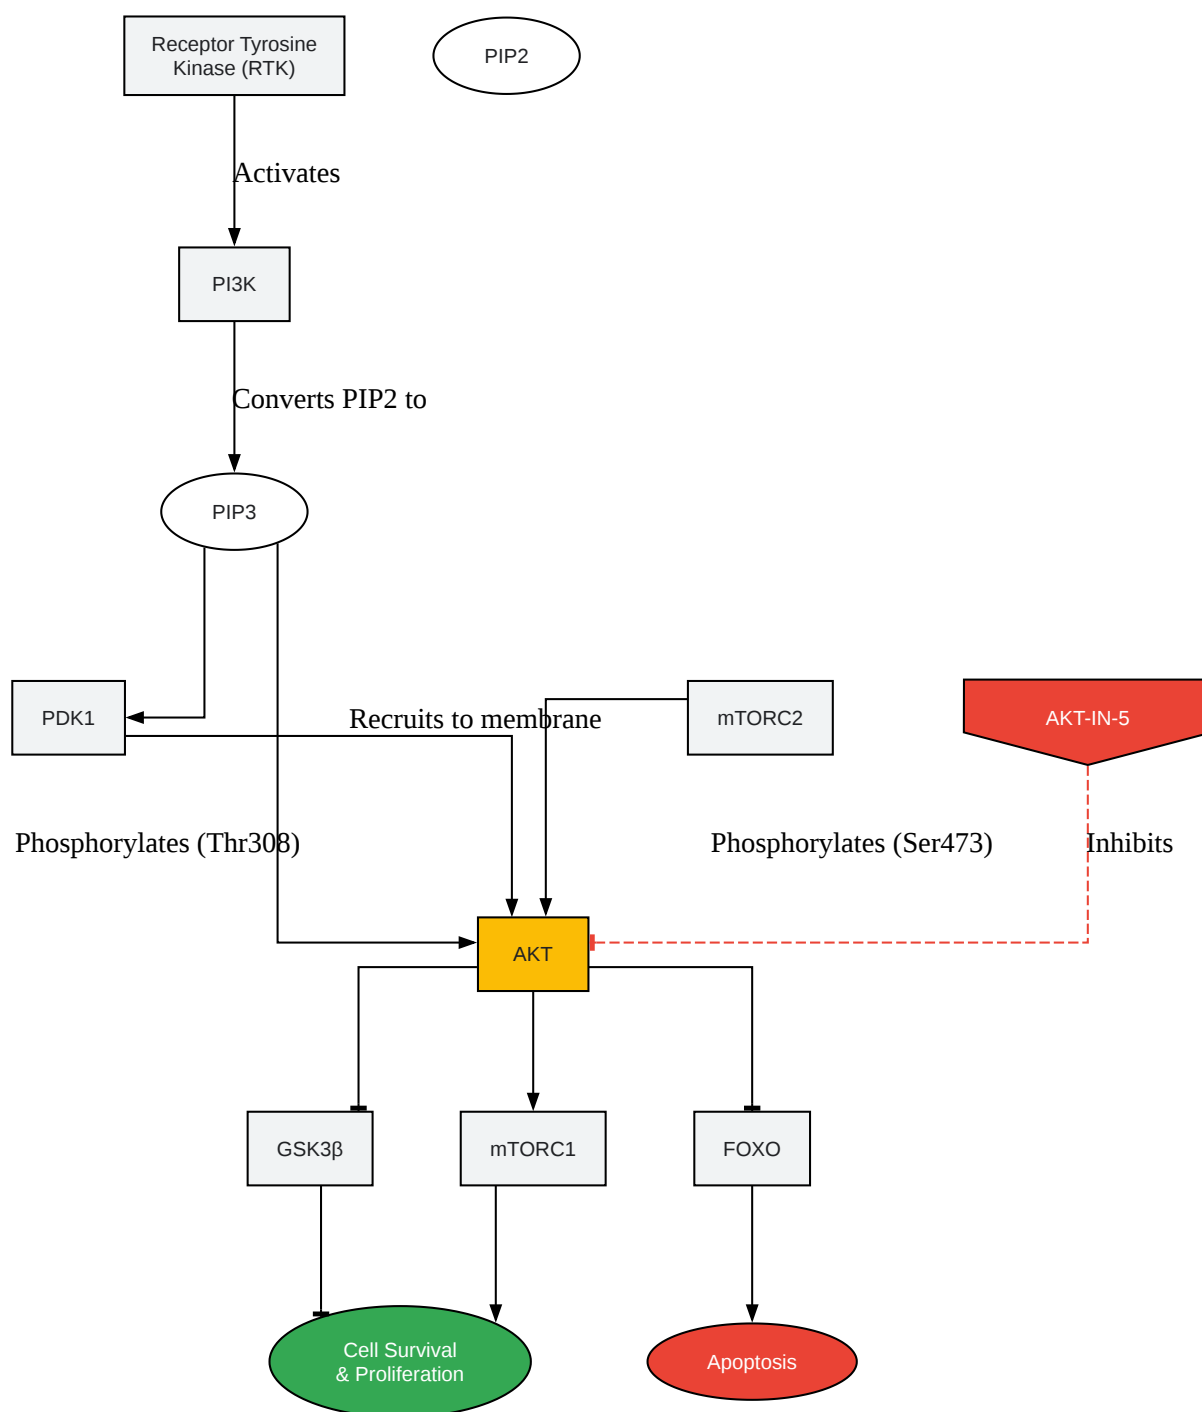 Receptor Tyrosine
Kinase (RTK)
PIP2
Activates
PI3K
Converts PIP2 to
PIP3
PDK1
Recruits to membrane
mTORC2
AKT-IN-5
Phosphorylates (Thr308)
Phosphorylates (Ser473)
Inhibits
AKT
GSK3β
mTORC1
FOXO
Cell Survival
& Proliferation
Apoptosis